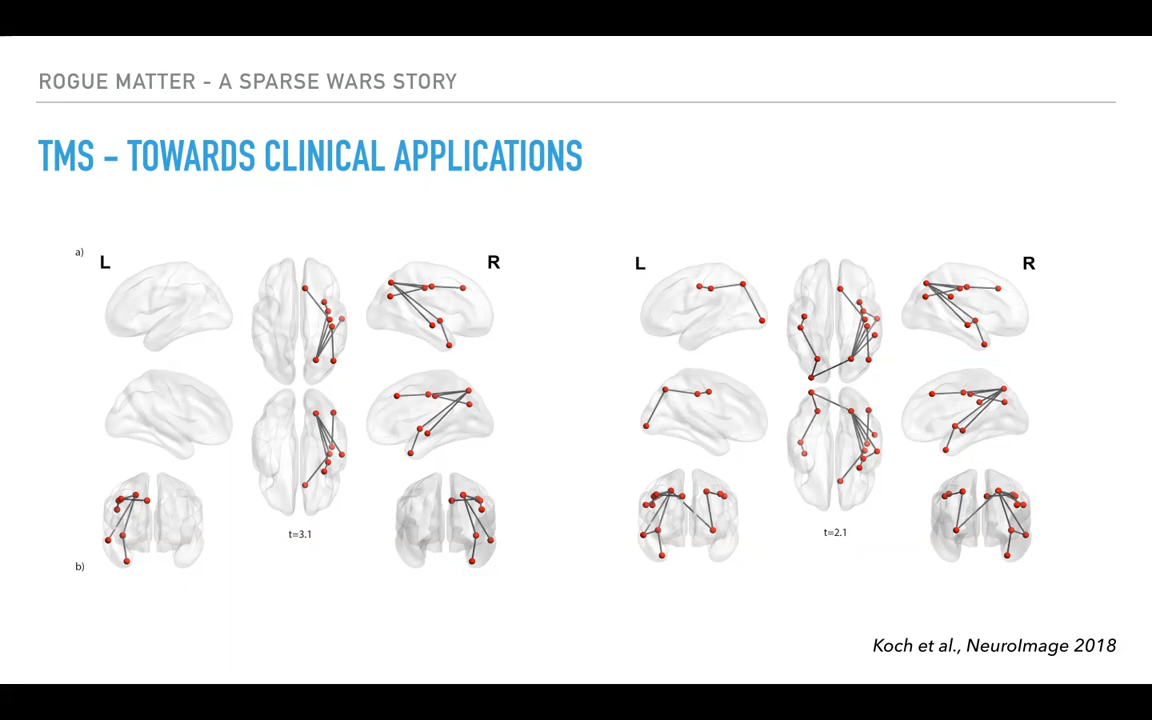 ROGUE MATTER - A SPARSE WARS STORY
TMS – TOWARDS CLINICAL APPLICATIONS
a)
L
R
L
R
t=3.1
t=2.1
b)
Koch et al., NeuroImage 2018